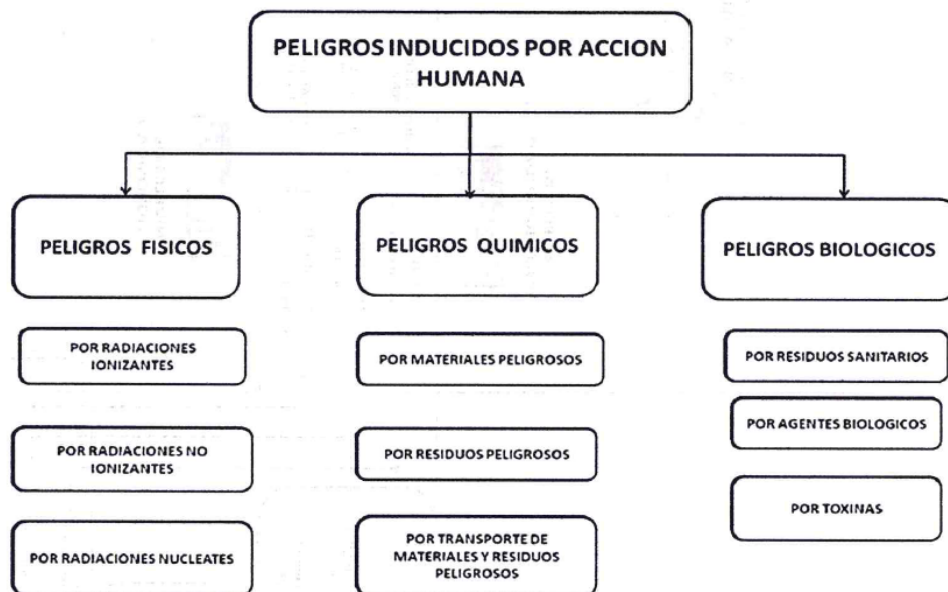 PELIGROS INDUCIDOS POR ACCION
HUMANA
PELIGROS FISICOS
PELIGROS QUIMICOS
PELIGROS BIOLOGICOS
POR RADIACIONES
IONIZANTES
POR MATERIALES PELIGROSOS
POR RESIDUOS SANITARIOS
POR AGENTES BIOLOGICOS
POR RADIACIONES NO
IONIZANTES
POR RESIDUOS PELIGROSOS
POR TOXINAS
POR RADIACIONES NUCLEATES
POR TRANSPORTE DE
MATERIALES Y RESIDUOS
PELIGROSOS